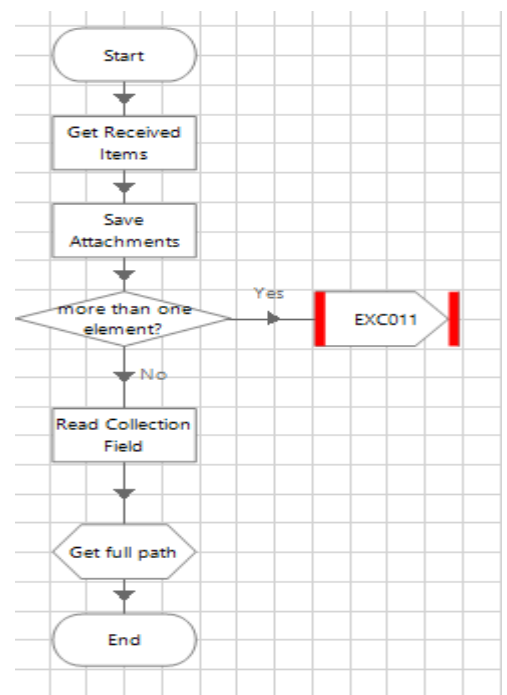 Start
Get Received
Items
Save
Attachments
more than one
element?
Yes
EXC011
No
Read Collection
Field
Get full path
End